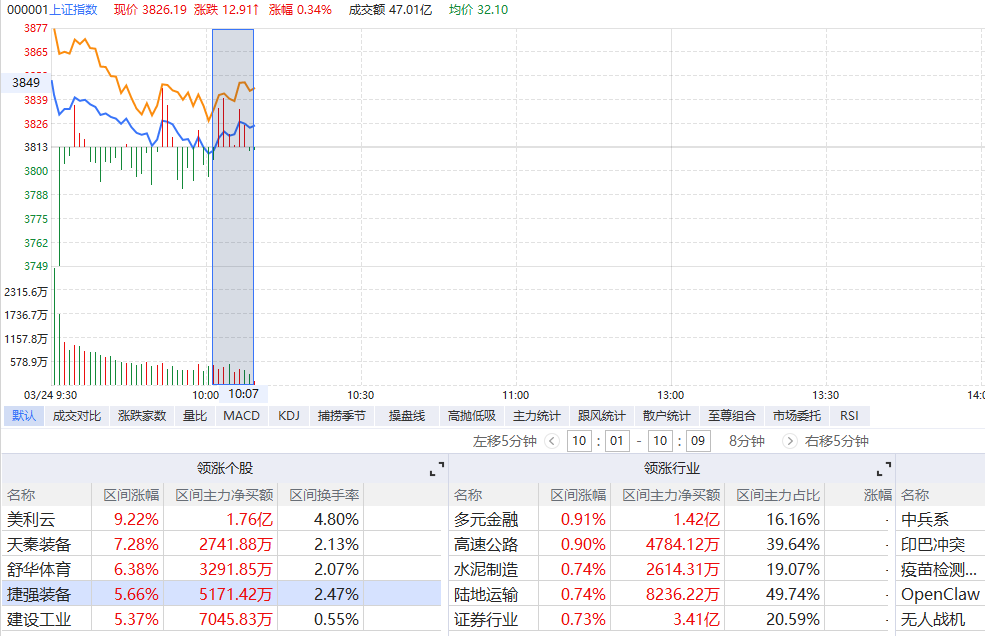 000001上证指数 现价 3826.19 涨跌 12.91↑ 涨幅 0.34% 成交额 47.01亿 均价 32.10
3877
3865
3849
3839
3826
3813
3800
3788
3775
3762
3749
2315.6万
1736.7万
1157.8万
578.9万
03/24 9:30 10:00 10:07 10:30 11:00 13:00 13:30 14:0
默认 成交对比 涨跌家数 量比 MACD KDJ 捕捞季节 操盘线 高抛低吸 主力统计 跟风统计 散户统计 至尊组合 市场委托 RSI
左移5分钟 < 10 : 01 - 10 : 09 8分钟 > 右移5分钟
领涨个股 领涨行业
名称 区间涨幅 区间主力净买额 区间换手率 名称 区间涨幅 区间主力净买额 区间主力占比 涨幅 名称
美利云 9.22% 1.76亿 4.80% 多元金融 0.91% 1.42亿 16.16% - 中兵系
天秦装备 7.28% 2741.88万 2.13% 高速公路 0.90% 4784.12万 39.64% - 印巴冲突
舒华体育 6.38% 3291.85万 2.07% 水泥制造 0.74% 2614.31万 19.07% - 疫苗检测...
捷强装备 5.66% 5171.42万 2.47% 陆地运输 0.74% 8236.22万 49.74% - OpenClaw
建设工业 5.37% 7045.83万 0.55% 证券行业 0.73% 3.41亿 20.59% - 无人战机